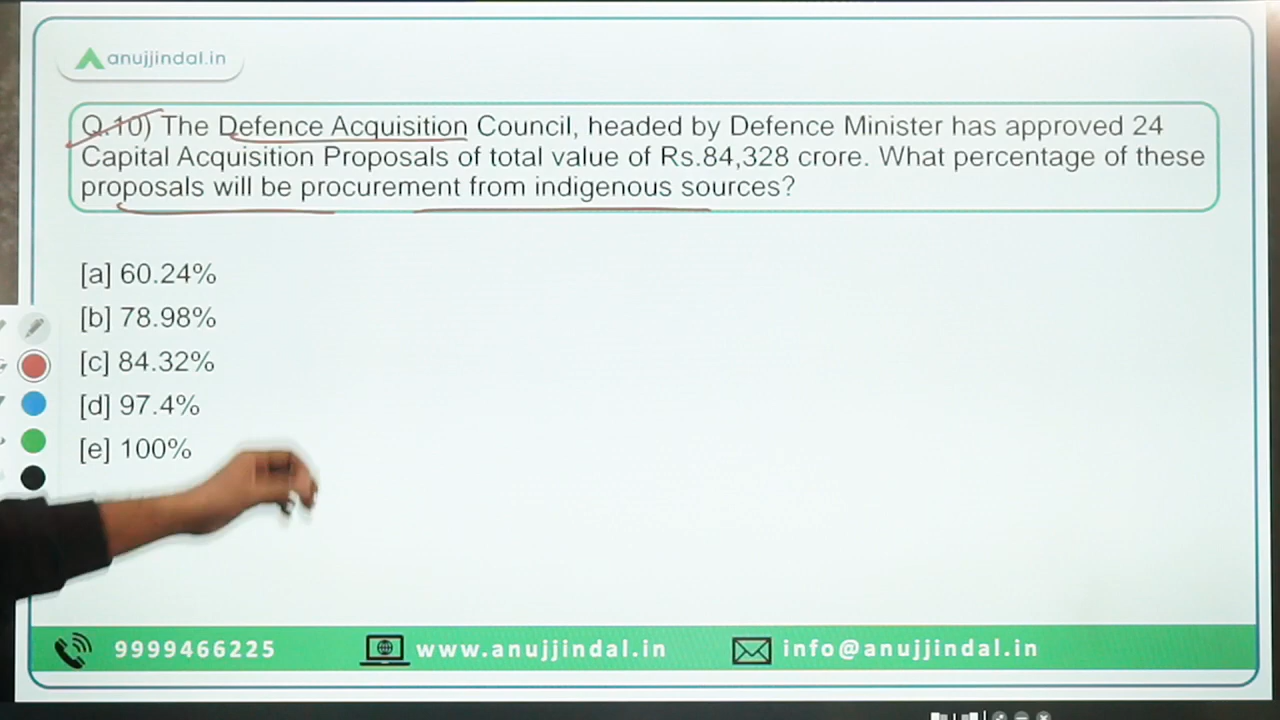 anujjindal.in
Q.10) The Defence Acquisition Council, headed by Defence Minister has approved 24
Capital Acquisition Proposals of total value of Rs.84,328 crore. What percentage of these
proposals will be procurement from indigenous sources?
[a] 60.24%
[b] 78.98%
[c] 84.32%
[d] 97.4%
[e] 100%
9999466225 www.anujjindal.in info@anujjindal.in